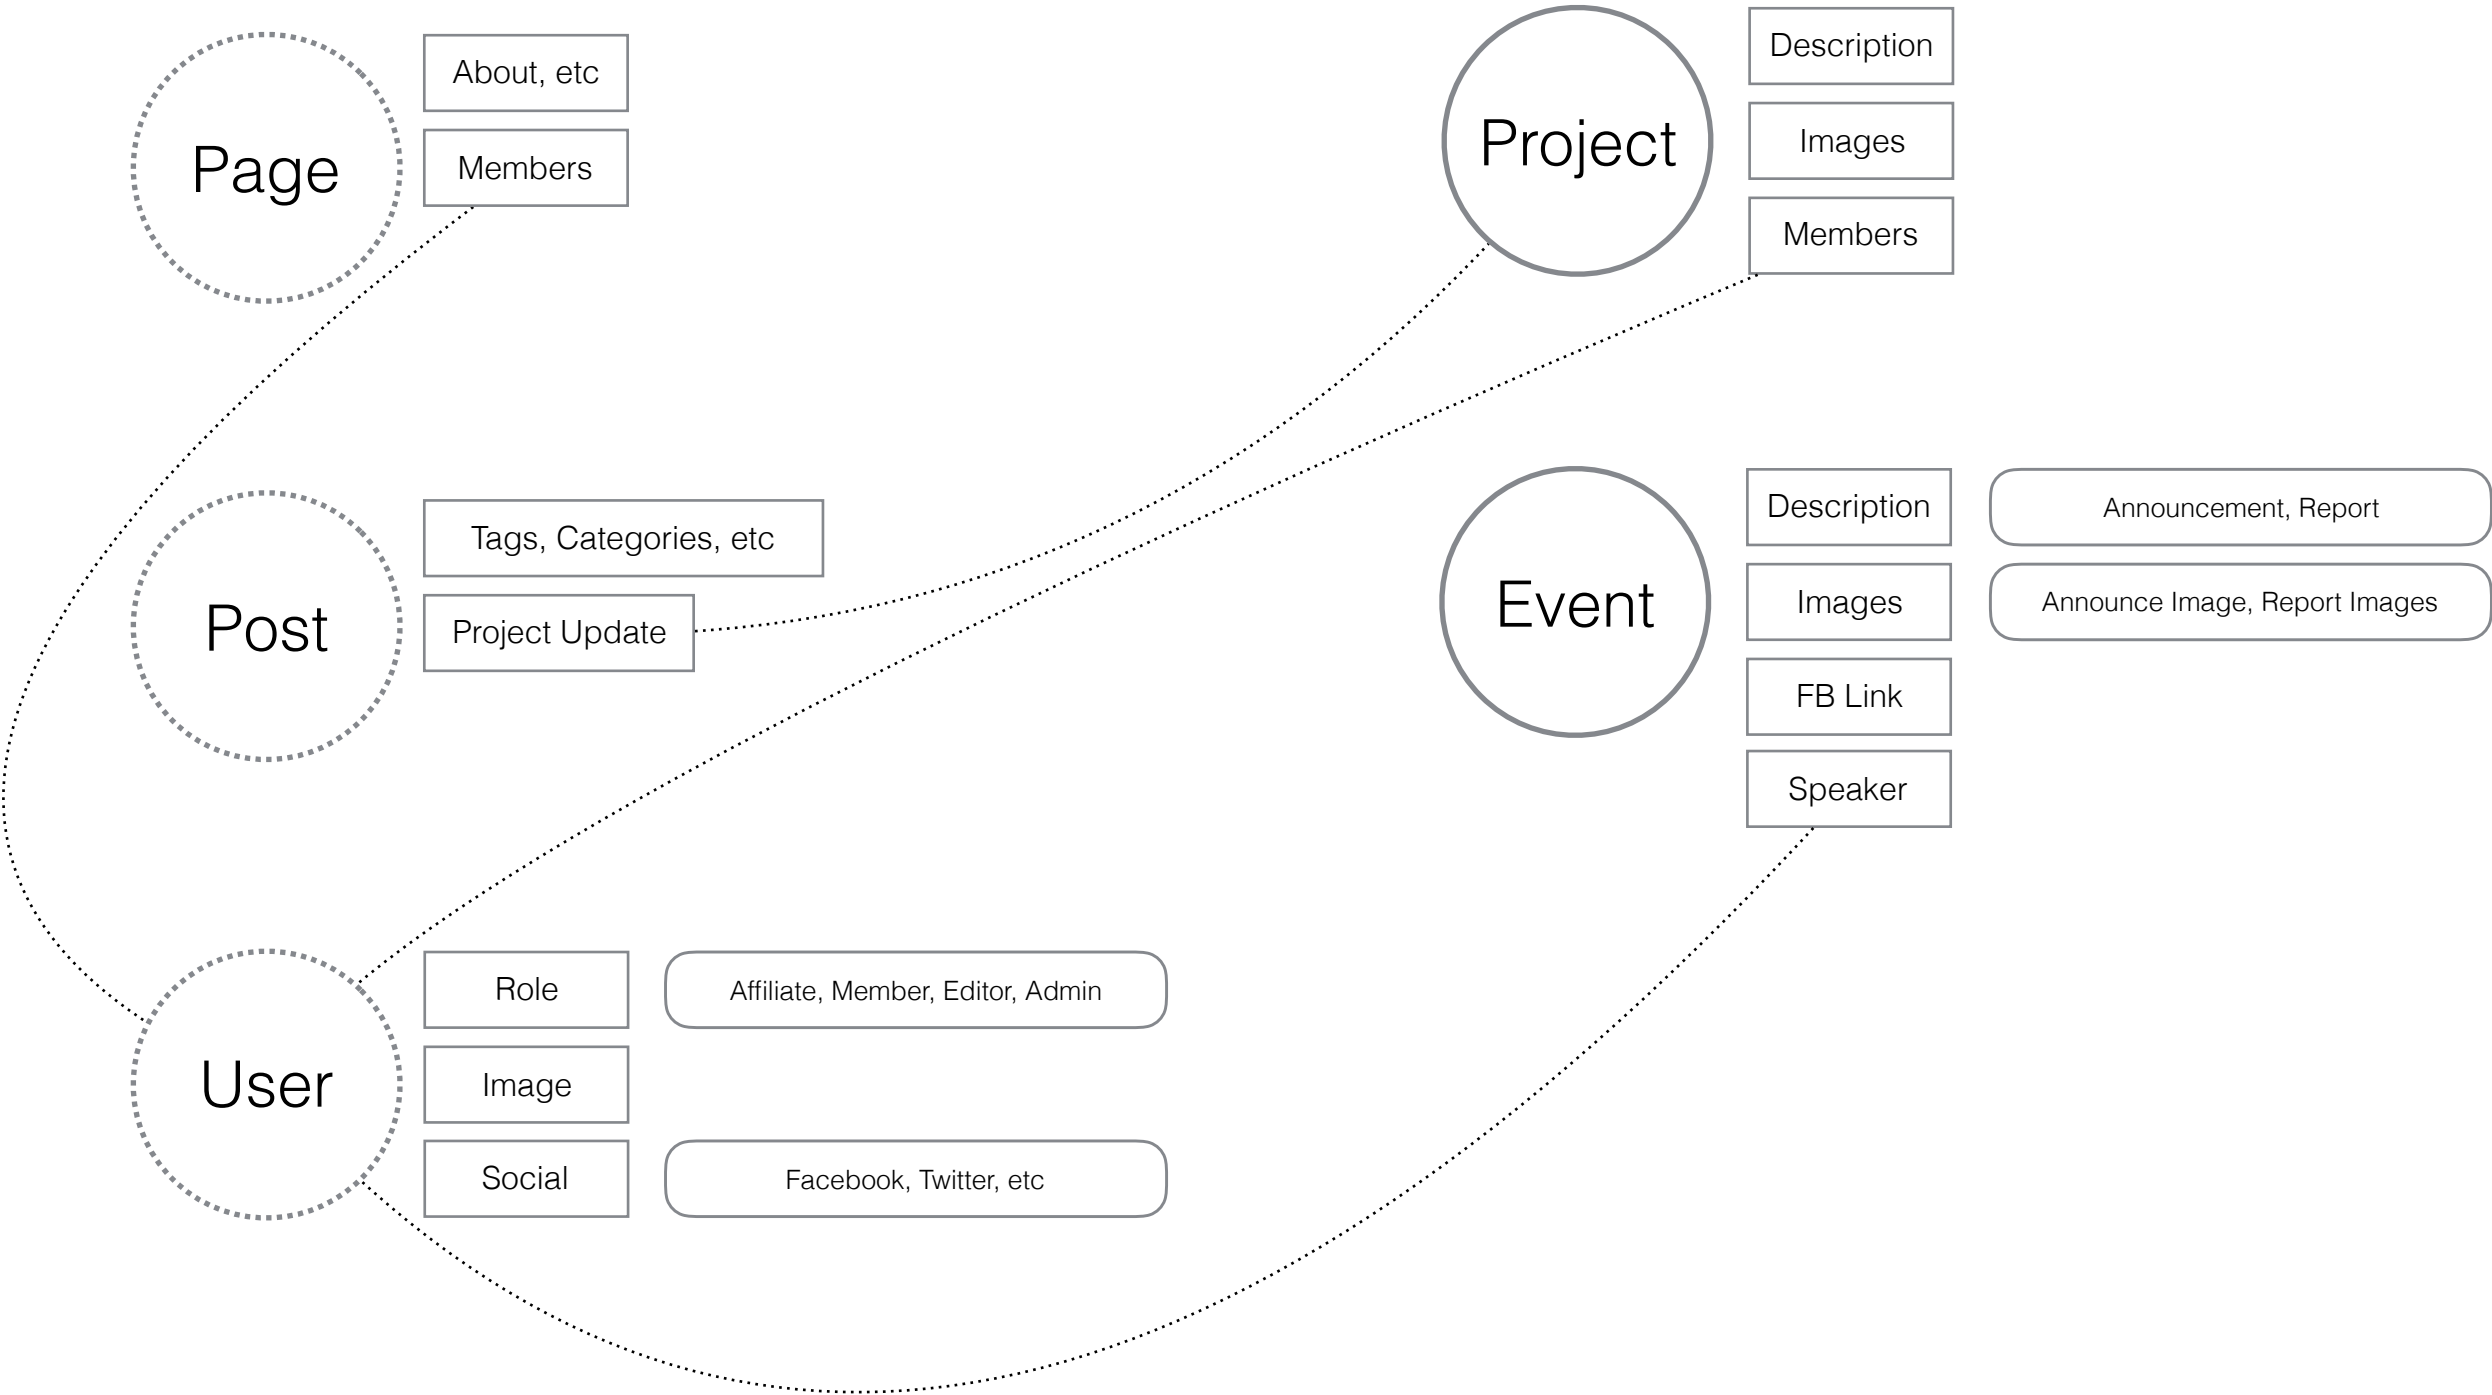 Page
About, etc
Members
Post
Tags, Categories, etc
Project Update
User
Role
Affiliate, Member, Editor, Admin
Image
Social
Facebook, Twitter, etc
Project
Description
Images
Members
Event
Description
Announcement, Report
Images
Announce Image, Report Images
FB Link
Speaker